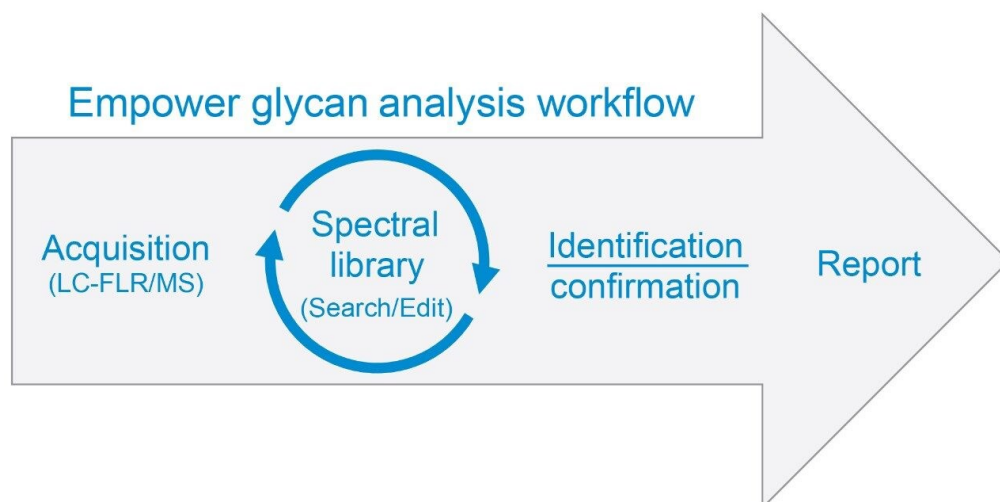 Empower glycan analysis workflow
Acquisition
(LC-FLR/MS)
Spectral
library
(Search/Edit)
Identification
confirmation
Report